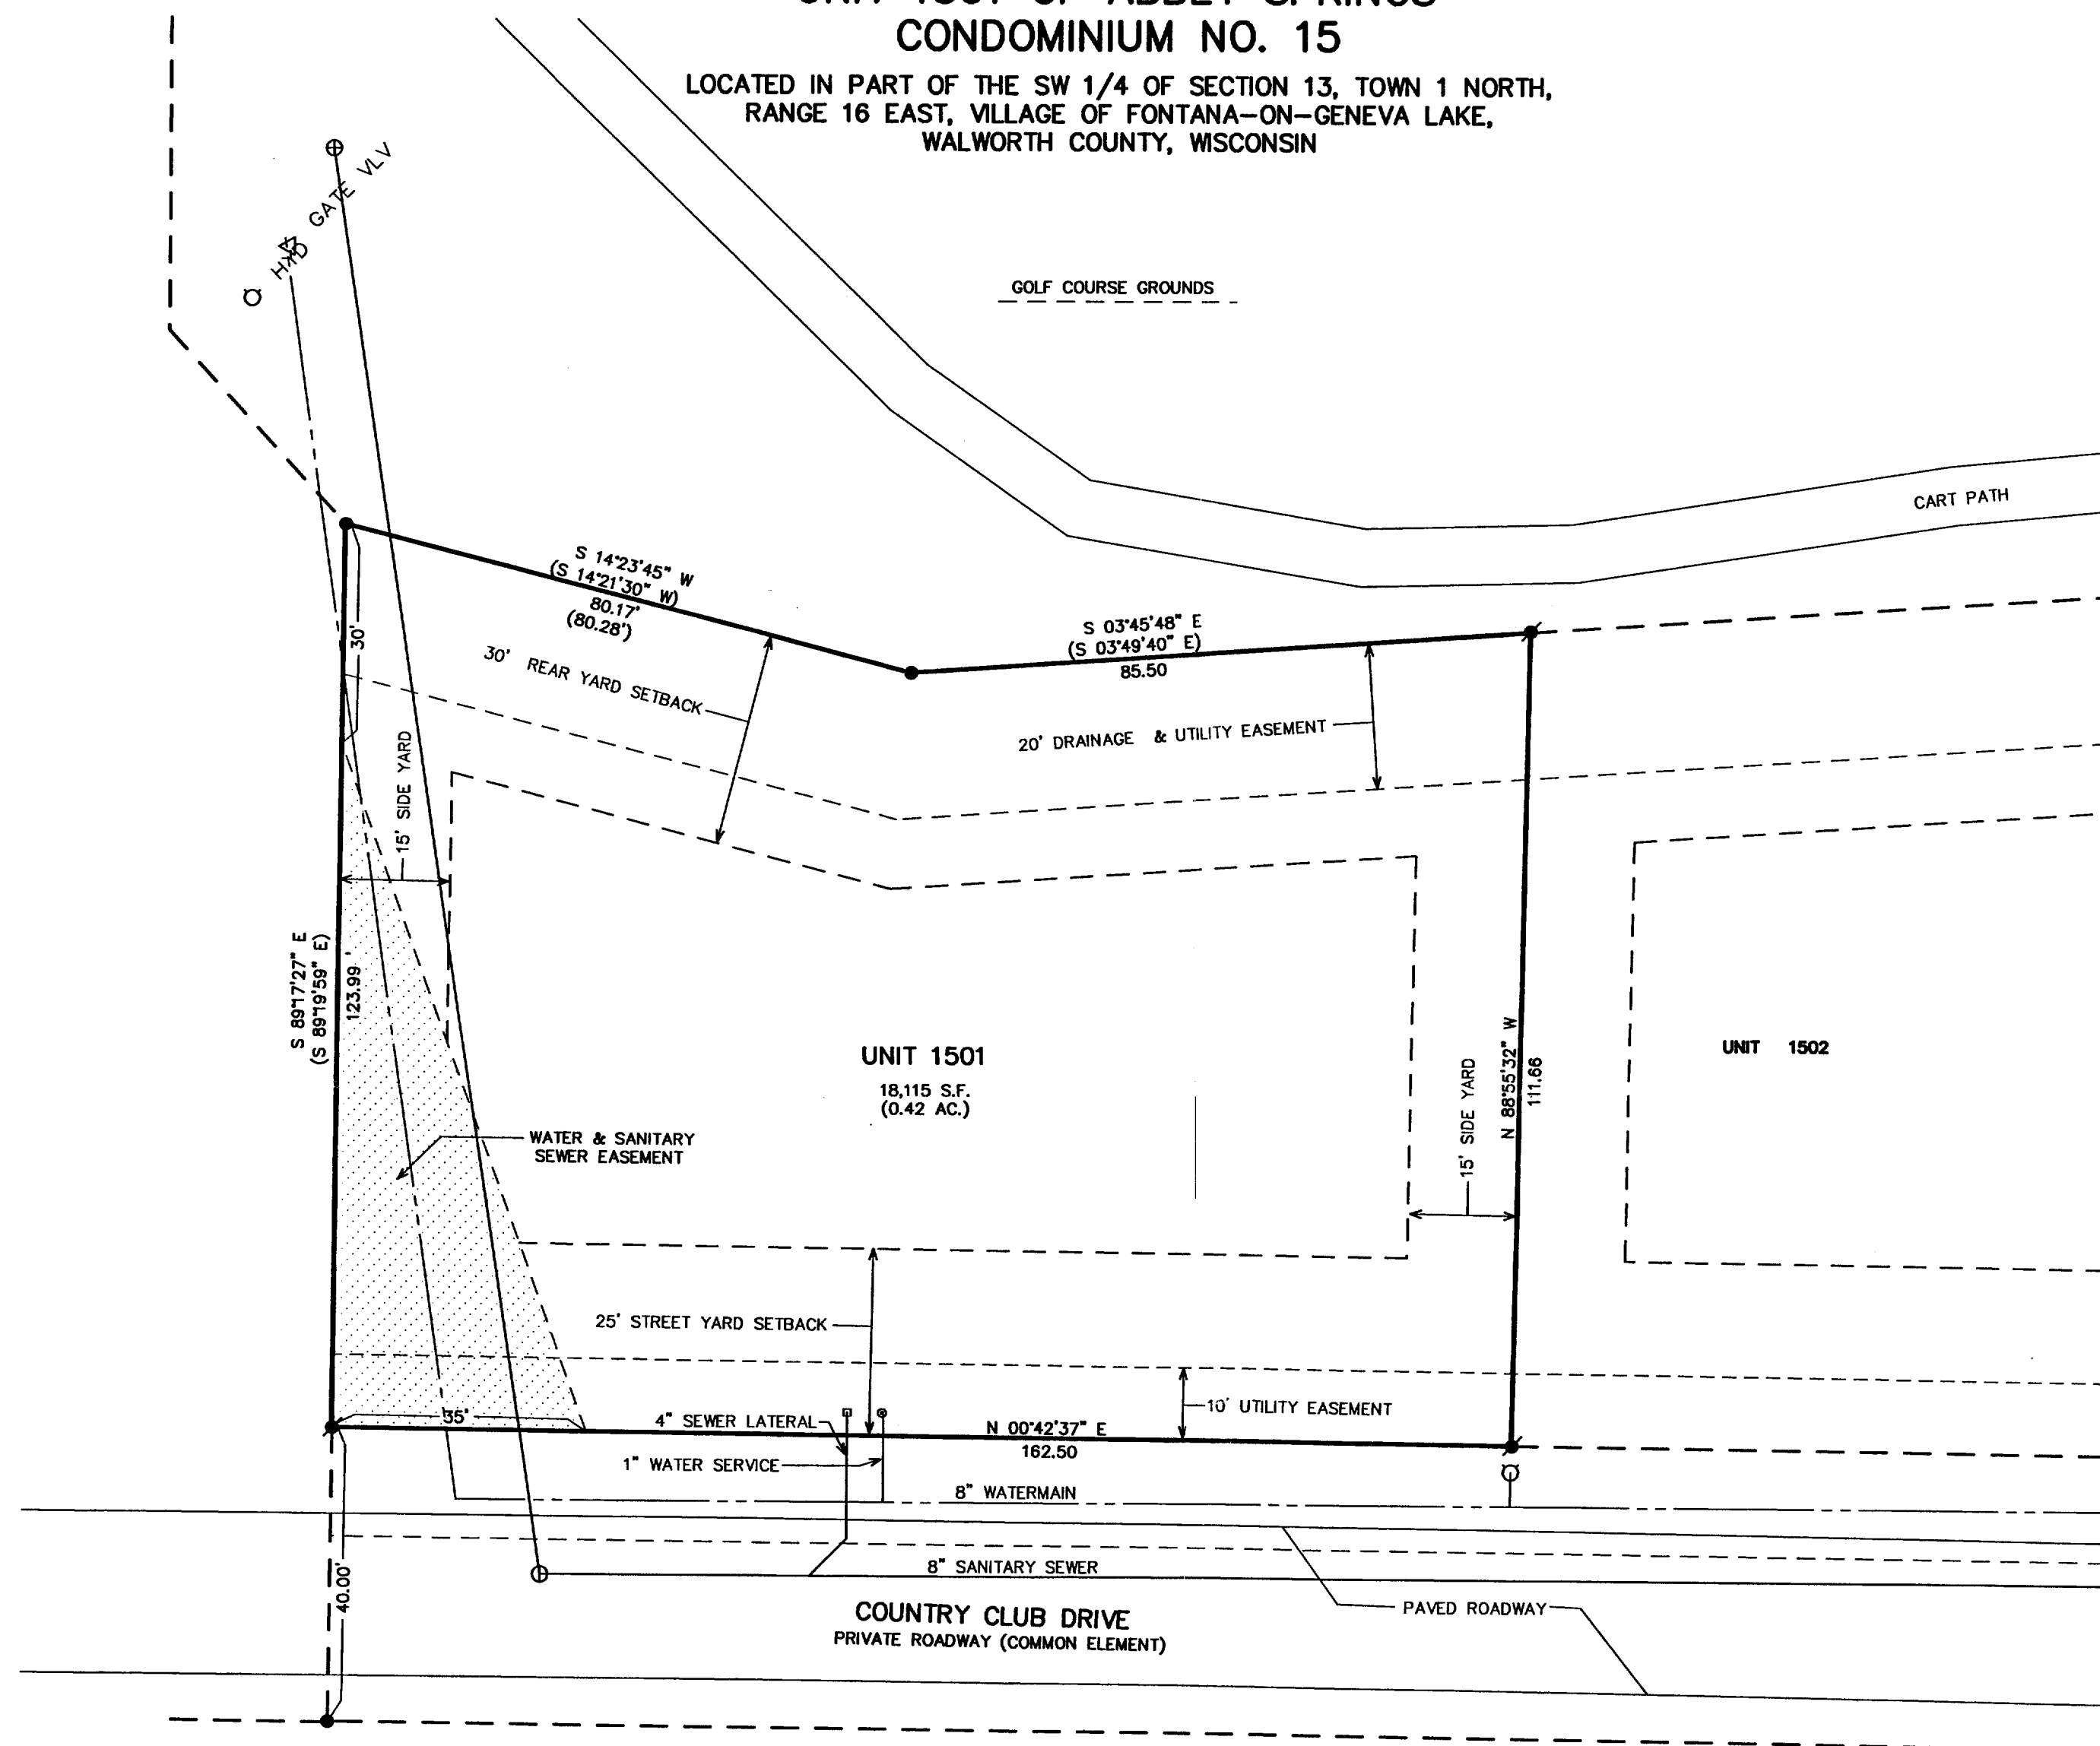 CONDOMINIUM NO. 15
LOCATED IN PART OF THE SW 1/4 OF SECTION 13, TOWN 1 NORTH,
RANGE 16 EAST, VILLAGE OF FONTANA-ON-GENEVA LAKE,
WALWORTH COUNTY, WISCONSIN
GATE VLV
HYD
GOLF COURSE GROUNDS
CART PATH
S 14°23'45" W
(S 14°21'30" W)
80.17'
(80.28')
S 03°45'48" E
(S 03°49'40" E)
85.50
30'
30' REAR YARD SETBACK
20' DRAINAGE & UTILITY EASEMENT
15' SIDE YARD
S 89°17'27" E
(S 89°19'59" E)
123.99'
UNIT 1501
18,115 S.F.
(0.42 AC.)
N 88°55'32" W
111.66
15' SIDE YARD
UNIT 1502
WATER & SANITARY
SEWER EASEMENT
25' STREET YARD SETBACK
35'
4" SEWER LATERAL
N 00°42'37" E
162.50
10' UTILITY EASEMENT
1" WATER SERVICE
8" WATERMAIN
8" SANITARY SEWER
40.00'
COUNTRY CLUB DRIVE
PRIVATE ROADWAY (COMMON ELEMENT)
PAVED ROADWAY